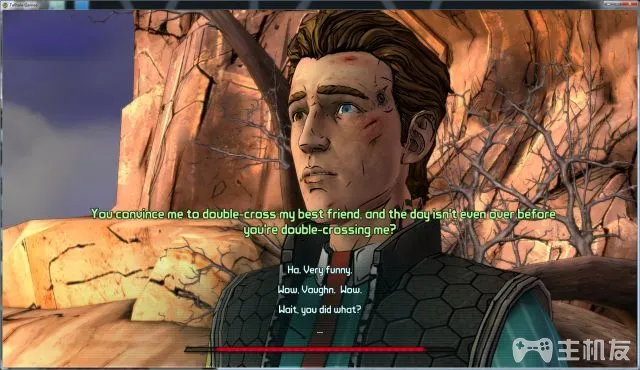 Telltale Games
You convince me to double-cross my best friend, and the day isn't even over before
you're double-crossing me?
Ha. Very funny.
Wow, Vaughn. Wow.
Wait, you did what?
...
主机友